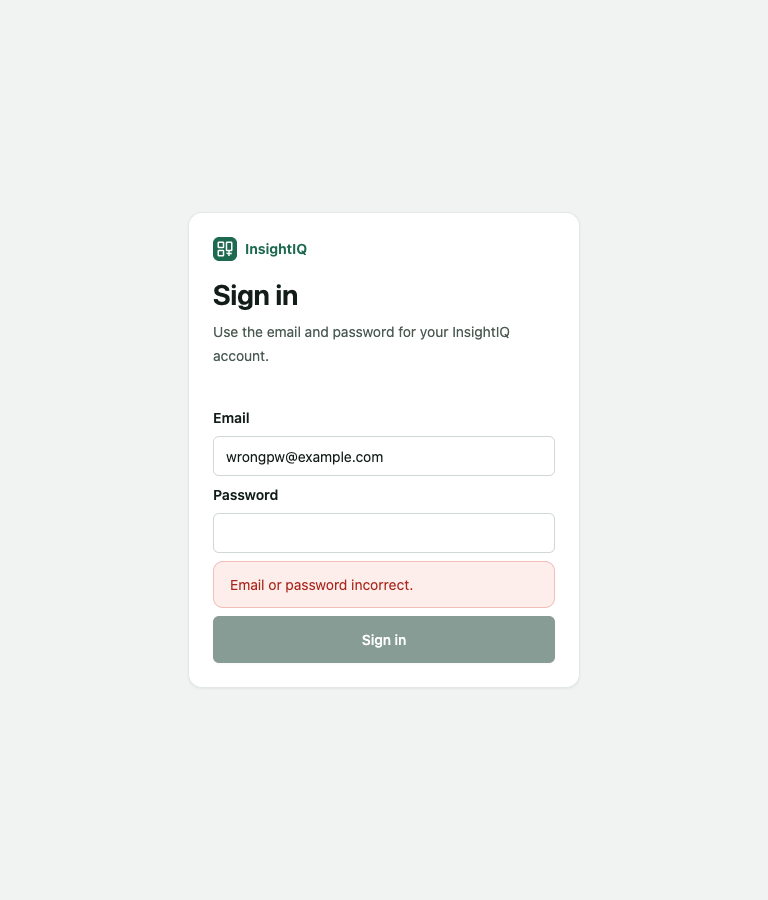 InsightIQ
Sign in
Use the email and password for your InsightIQ
account.
Email
wrongpw@example.com
Password
Email or password incorrect.
Sign in